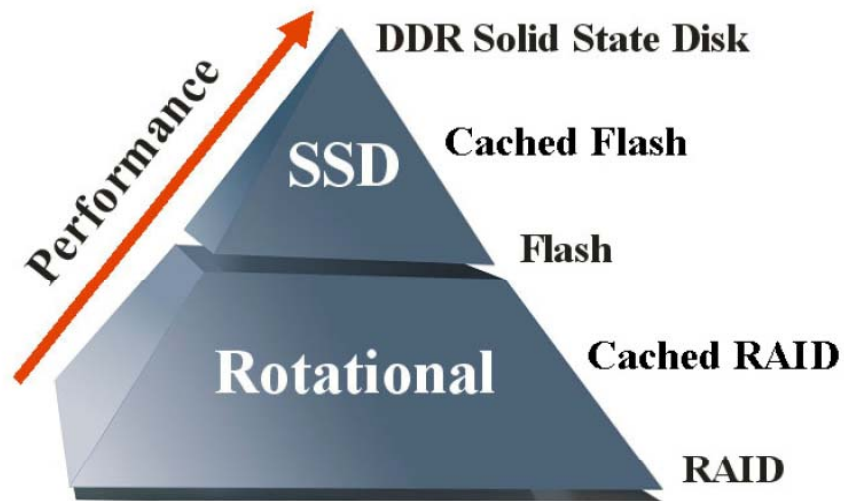 DDR Solid State Disk
Performance
SSD
Cached Flash
Flash
Rotational
Cached RAID
RAID